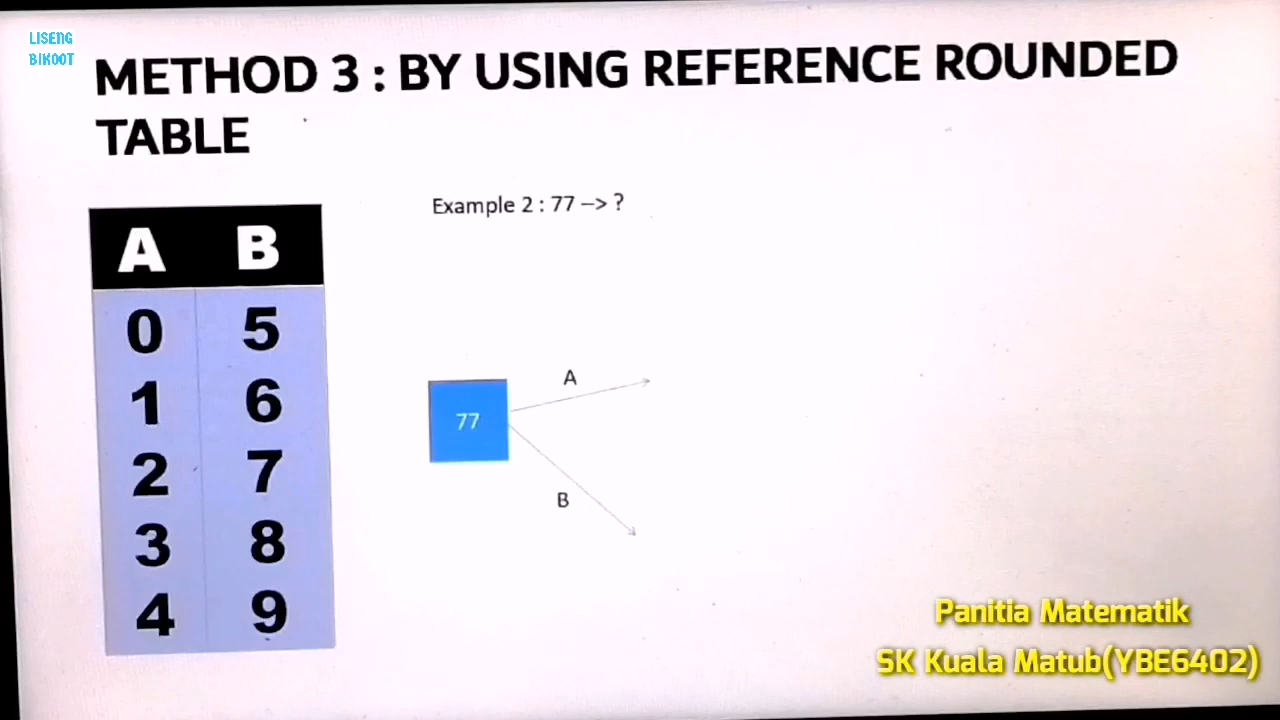 LISENG
BIKOOT
METHOD 3 : BY USING REFERENCE ROUNDED
TABLE
Example 2 : 77 –> ?
A B
0 5
1 6
2 7
3 8
4 9
A
77
B
Panitia Matematik
SK Kuala Matub(YBE6402)